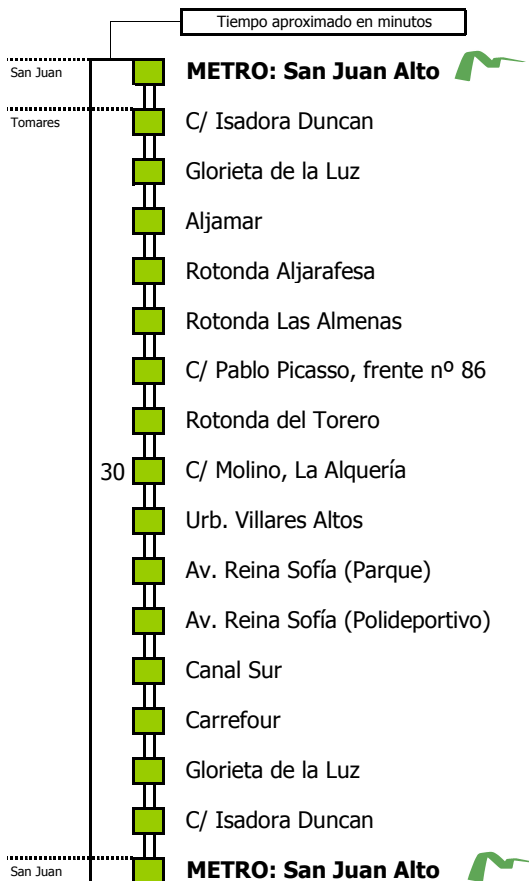 Tiempo aproximado en minutos
San Juan
METRO: San Juan Alto
Tomares
C/ Isadora Duncan
Glorieta de la Luz
Aljamar
Rotonda Aljarafesa
Rotonda Las Almenas
C/ Pablo Picasso, frente nº 86
Rotonda del Torero
30
C/ Molino, La Alquería
Urb. Villares Altos
Av. Reina Sofía (Parque)
Av. Reina Sofía (Polideportivo)
Canal Sur
Carrefour
Glorieta de la Luz
C/ Isadora Duncan
San Juan
METRO: San Juan Alto